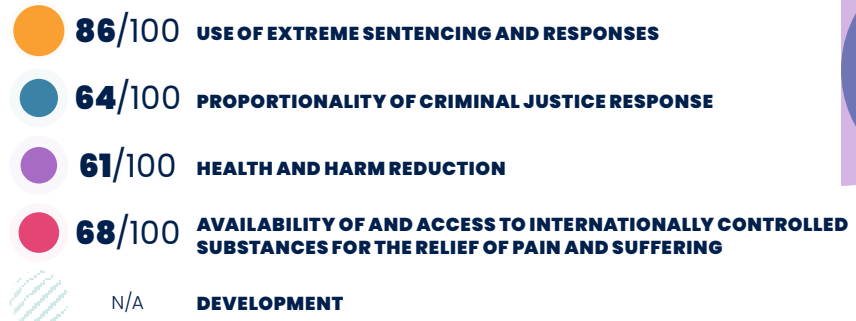 86/100 USE OF EXTREME SENTENCING AND RESPONSES
64/100 PROPORTIONALITY OF CRIMINAL JUSTICE RESPONSE
61/100 HEALTH AND HARM REDUCTION
68/100 AVAILABILITY OF AND ACCESS TO INTERNATIONALLY CONTROLLED
SUBSTANCES FOR THE RELIEF OF PAIN AND SUFFERING
N/A DEVELOPMENT